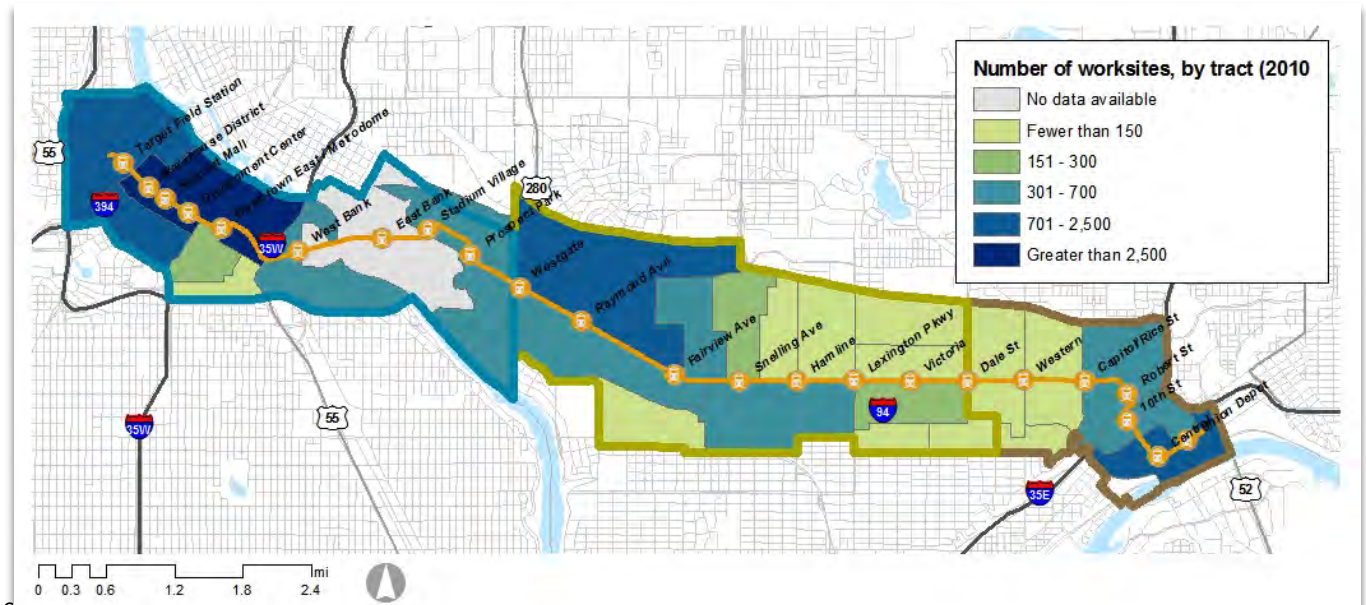 Number of worksites, by tract (2010
No data available
Fewer than 150
151 - 300
301 - 700
701 - 2,500
Greater than 2,500
Target Field Station
Warehouse District
Mall
Government Center
Downtown East / Metrodome
West Bank
East Bank
Stadium Village
Prospect Park
Westgate
Raymond Ave
Fairview Ave
Snelling Ave
Hamline
Lexington Pkwy
Victoria
Dale St
Western
Capitol/Rice St
Robert St
10th St
Central
Union Depot
55
394
35W
280
94
35W
55
35E
52
mi
0 0.3 0.6 1.2 1.8 2.4